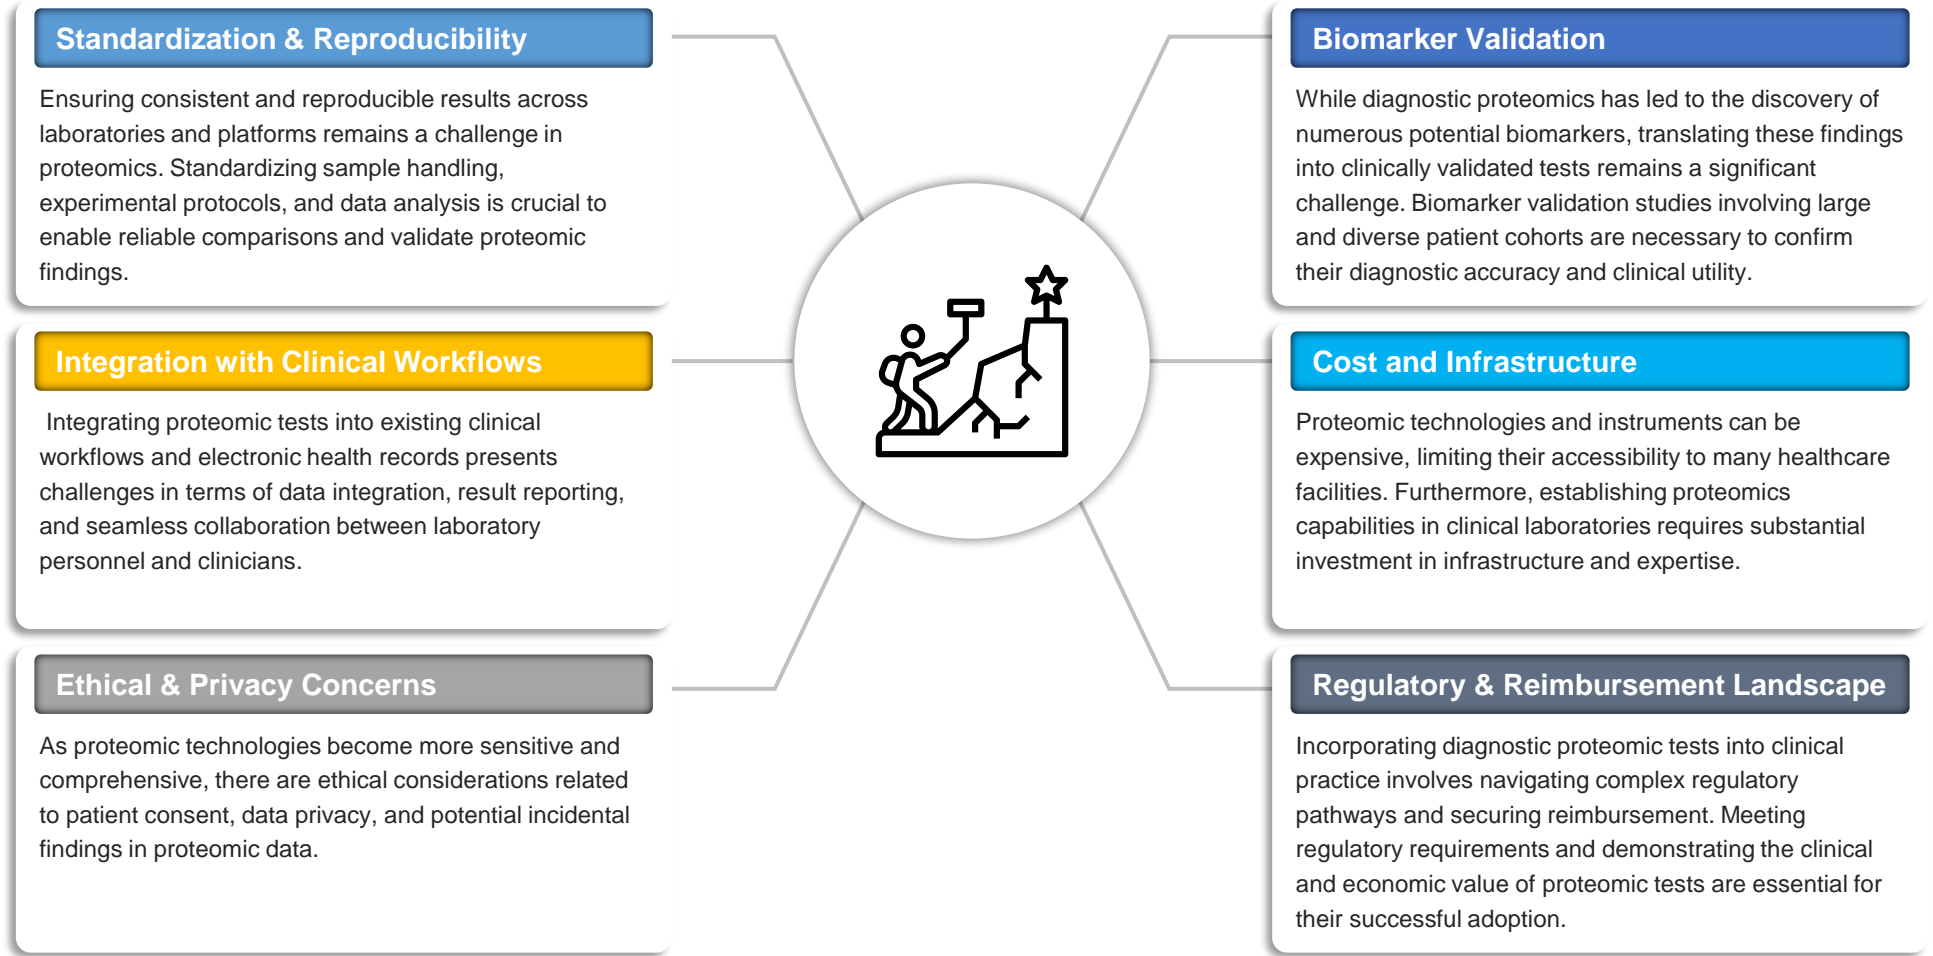 Standardization & Reproducibility
Ensuring consistent and reproducible results across
laboratories and platforms remains a challenge in
proteomics. Standardizing sample handling,
experimental protocols, and data analysis is crucial to
enable reliable comparisons and validate proteomic
findings.
Integration with Clinical Workflows
Integrating proteomic tests into existing clinical
workflows and electronic health records presents
challenges in terms of data integration, result reporting,
and seamless collaboration between laboratory
personnel and clinicians.
Ethical & Privacy Concerns
As proteomic technologies become more sensitive and
comprehensive, there are ethical considerations related
to patient consent, data privacy, and potential incidental
findings in proteomic data.
Biomarker Validation
While diagnostic proteomics has led to the discovery of
numerous potential biomarkers, translating these findings
into clinically validated tests remains a significant
challenge. Biomarker validation studies involving large
and diverse patient cohorts are necessary to confirm
their diagnostic accuracy and clinical utility.
Cost and Infrastructure
Proteomic technologies and instruments can be
expensive, limiting their accessibility to many healthcare
facilities. Furthermore, establishing proteomics
capabilities in clinical laboratories requires substantial
investment in infrastructure and expertise.
Regulatory & Reimbursement Landscape
Incorporating diagnostic proteomic tests into clinical
practice involves navigating complex regulatory
pathways and securing reimbursement. Meeting
regulatory requirements and demonstrating the clinical
and economic value of proteomic tests are essential for
their successful adoption.